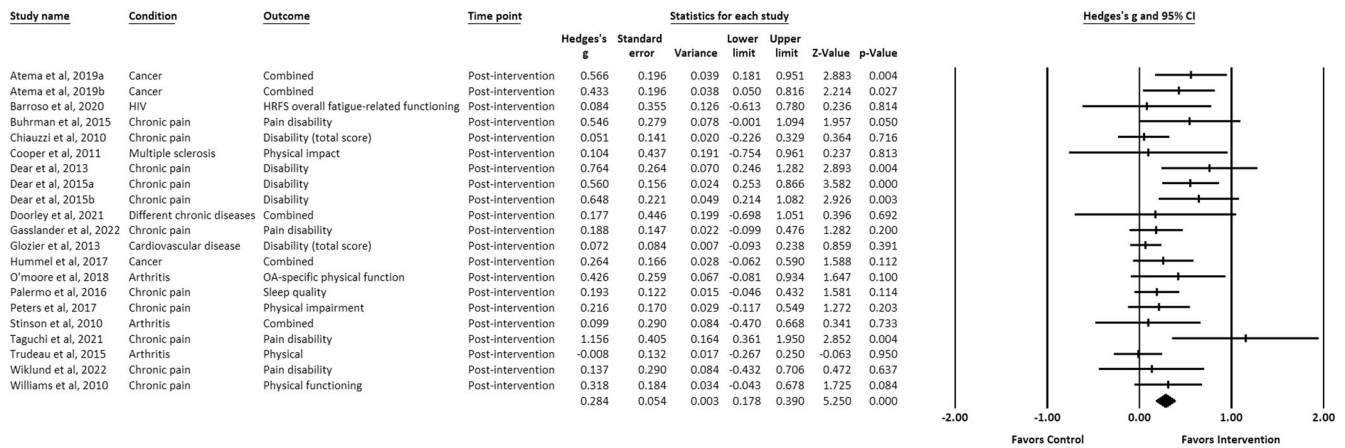 Study name Condition Outcome Time point Statistics for each study Hedges's g and 95% CI
Hedges's g Standard error Variance Lower limit Upper limit Z-Value p-Value
Atema et al, 2019a Cancer Combined Post-intervention 0.566 0.196 0.039 0.181 0.951 2.883 0.004
Atema et al, 2019b Cancer Combined Post-intervention 0.433 0.196 0.038 0.050 0.816 2.214 0.027
Barroso et al, 2020 HIV HRFS overall fatigue-related functioning Post-intervention 0.084 0.355 0.126 -0.613 0.780 0.236 0.814
Buhrman et al, 2015 Chronic pain Pain disability Post-intervention 0.546 0.279 0.078 -0.001 1.094 1.957 0.050
Chiauzzi et al, 2010 Chronic pain Disability (total score) Post-intervention 0.051 0.141 0.020 -0.226 0.329 0.364 0.716
Cooper et al, 2011 Multiple sclerosis Physical impact Post-intervention 0.104 0.437 0.191 -0.754 0.961 0.237 0.813
Dear et al, 2013 Chronic pain Disability Post-intervention 0.764 0.264 0.070 0.246 1.282 2.893 0.004
Dear et al, 2015a Chronic pain Disability Post-intervention 0.560 0.156 0.024 0.253 0.866 3.582 0.000
Dear et al, 2015b Chronic pain Disability Post-intervention 0.648 0.221 0.049 0.214 1.082 2.926 0.003
Doorley et al, 2021 Different chronic diseases Combined Post-intervention 0.177 0.446 0.199 -0.698 1.051 0.396 0.692
Gasslander et al, 2022 Chronic pain Pain disability Post-intervention 0.188 0.147 0.022 -0.099 0.476 1.282 0.200
Glozier et al, 2013 Cardiovascular disease Disability (total score) Post-intervention 0.072 0.084 0.007 -0.093 0.238 0.859 0.391
Hummel et al, 2017 Cancer Combined Post-intervention 0.264 0.166 0.028 -0.062 0.590 1.588 0.112
O'moore et al, 2018 Arthritis OA-specific physical function Post-intervention 0.426 0.259 0.067 -0.081 0.934 1.647 0.100
Palermo et al, 2016 Chronic pain Sleep quality Post-intervention 0.193 0.122 0.015 -0.046 0.432 1.581 0.114
Peters et al, 2017 Chronic pain Physical impairment Post-intervention 0.216 0.170 0.029 -0.117 0.549 1.272 0.203
Stinson et al, 2010 Arthritis Combined Post-intervention 0.099 0.290 0.084 -0.470 0.668 0.341 0.733
Taguchi et al, 2021 Chronic pain Pain disability Post-intervention 1.156 0.405 0.164 0.361 1.950 2.852 0.004
Trudeau et al, 2015 Arthritis Physical Post-intervention -0.008 0.132 0.017 -0.267 0.250 -0.063 0.950
Wiklund et al, 2022 Chronic pain Pain disability Post-intervention 0.137 0.290 0.084 -0.432 0.706 0.472 0.637
Williams et al, 2010 Chronic pain Physical functioning Post-intervention 0.318 0.184 0.034 -0.043 0.678 1.725 0.084
0.284 0.054 0.003 0.178 0.390 5.250 0.000
-2.00 -1.00 0.00 1.00 2.00
Favors Control Favors Intervention